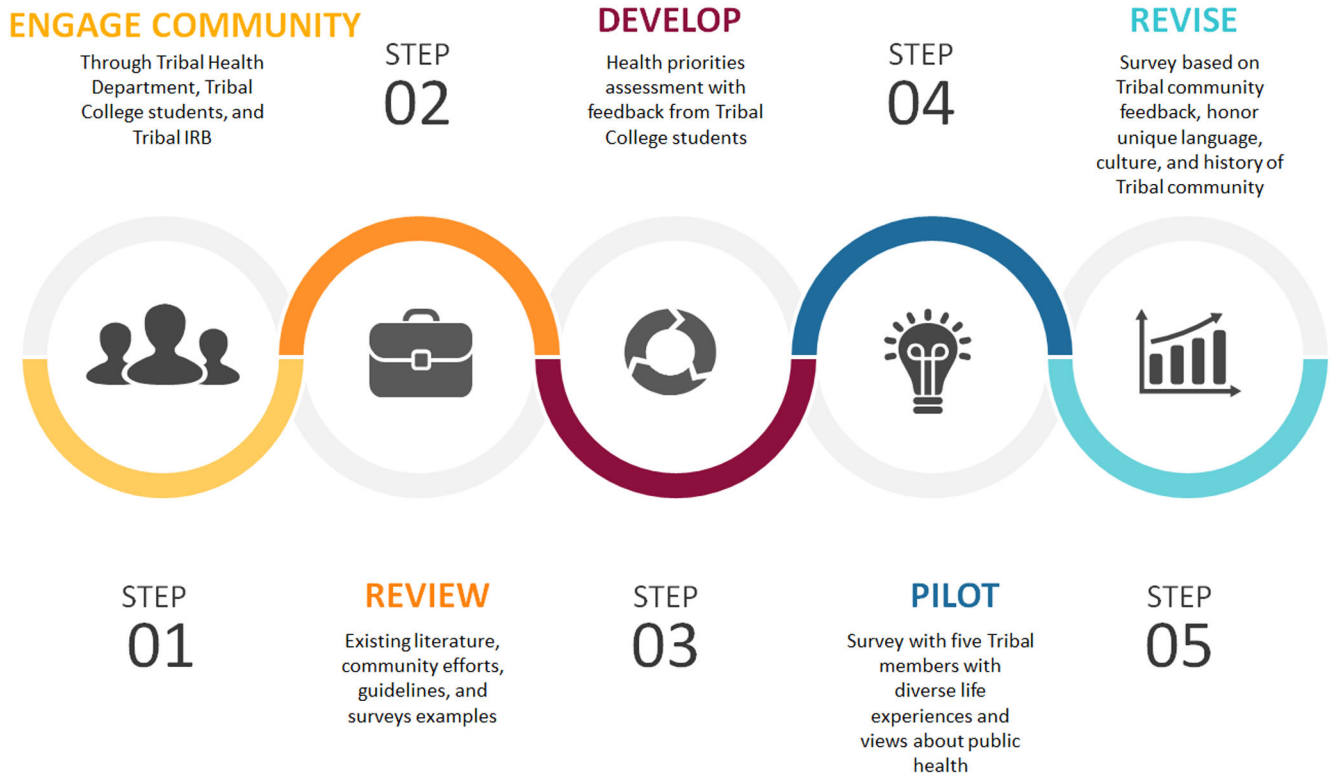 ENGAGE COMMUNITY
Through Tribal Health
Department, Tribal
College students, and
Tribal IRB
STEP
01
STEP
02
REVIEW
Existing literature,
community efforts,
guidelines, and
surveys examples
DEVELOP
Health priorities
assessment with
feedback from Tribal
College students
STEP
03
STEP
04
PILOT
Survey with five Tribal
members with
diverse life
experiences and
views about public
health
REVISE
Survey based on
Tribal community
feedback, honor
unique language,
culture, and history of
Tribal community
STEP
05